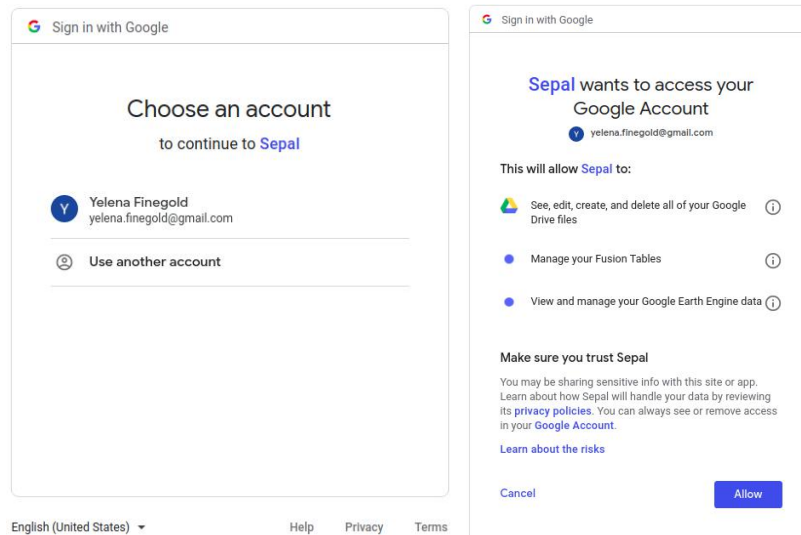 Sign in with Google
Choose an account
to continue to Sepal
Y
Yelena Finegold
yelena.finegold@gmail.com
Use another account
English (United States)
Help Privacy Terms
Sign in with Google
Sepal wants to access your
Google Account
Y yelena.finegold@gmail.com
This will allow Sepal to:
See, edit, create, and delete all of your Google
Drive files
Manage your Fusion Tables
View and manage your Google Earth Engine data
Make sure you trust Sepal
You may be sharing sensitive info with this site or app.
Learn about how Sepal will handle your data by reviewing
its privacy policies. You can always see or remove access
in your Google Account.
Learn about the risks
Cancel Allow